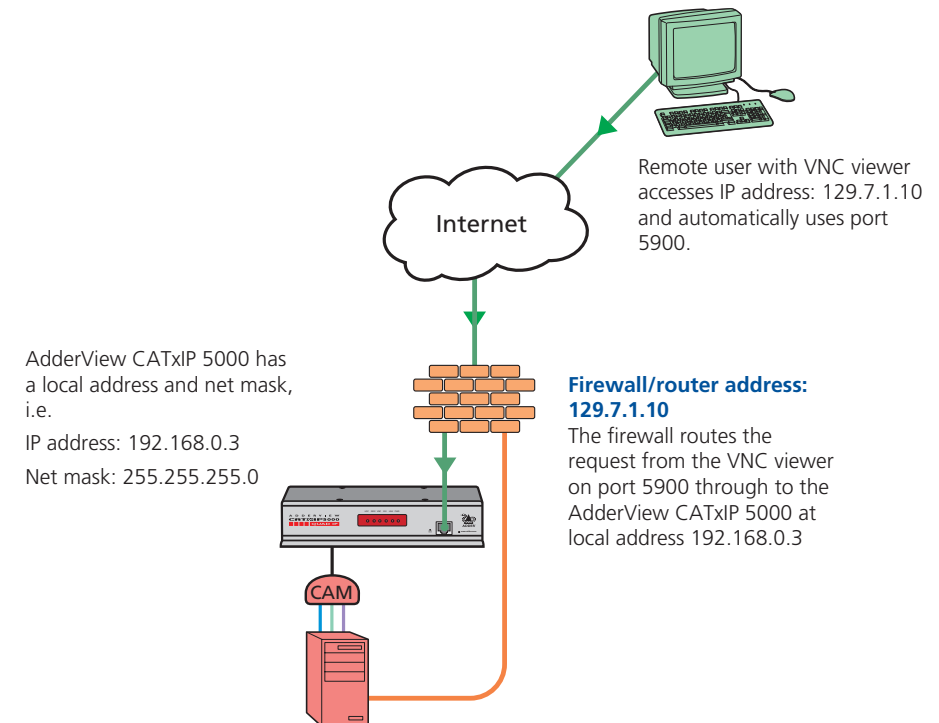 Remote user with VNC viewer
accesses IP address: 129.7.1.10
and automatically uses port
5900.
Internet
AdderView CATxIP 5000 has
a local address and net mask,
i.e.
IP address: 192.168.0.3
Net mask: 255.255.255.0
Firewall/router address:
129.7.1.10
The firewall routes the
request from the VNC viewer
on port 5900 through to the
AdderView CATxIP 5000 at
local address 192.168.0.3
ADDERVIEW
CATxIP5000
ADDER
CAM